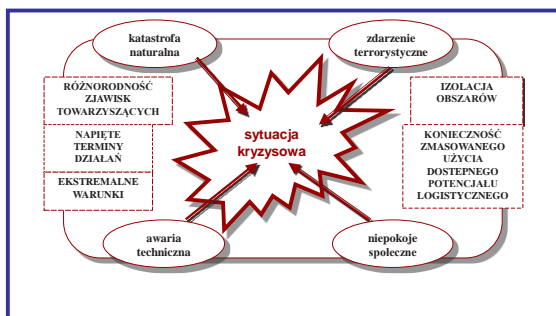 katastrofa
naturalna
zdarzenie
terrorystyczne
RÓŻNORODNOŚĆ
ZJAWISK
TOWARZYSZĄCYCH
NAPIĘTE
TERMINY
DZIAŁAŃ
EKSTREMALNE
WARUNKI
sytuacja
kryzysowa
IZOLACJA
OBSZARÓW
KONIECZNOŚĆ
ZMASOWANEGO
UŻYCIA
DOSTEPNEGO
POTENCJAŁU
LOGISTYCZNEGO
awaria
techniczna
niepokoje
społeczne